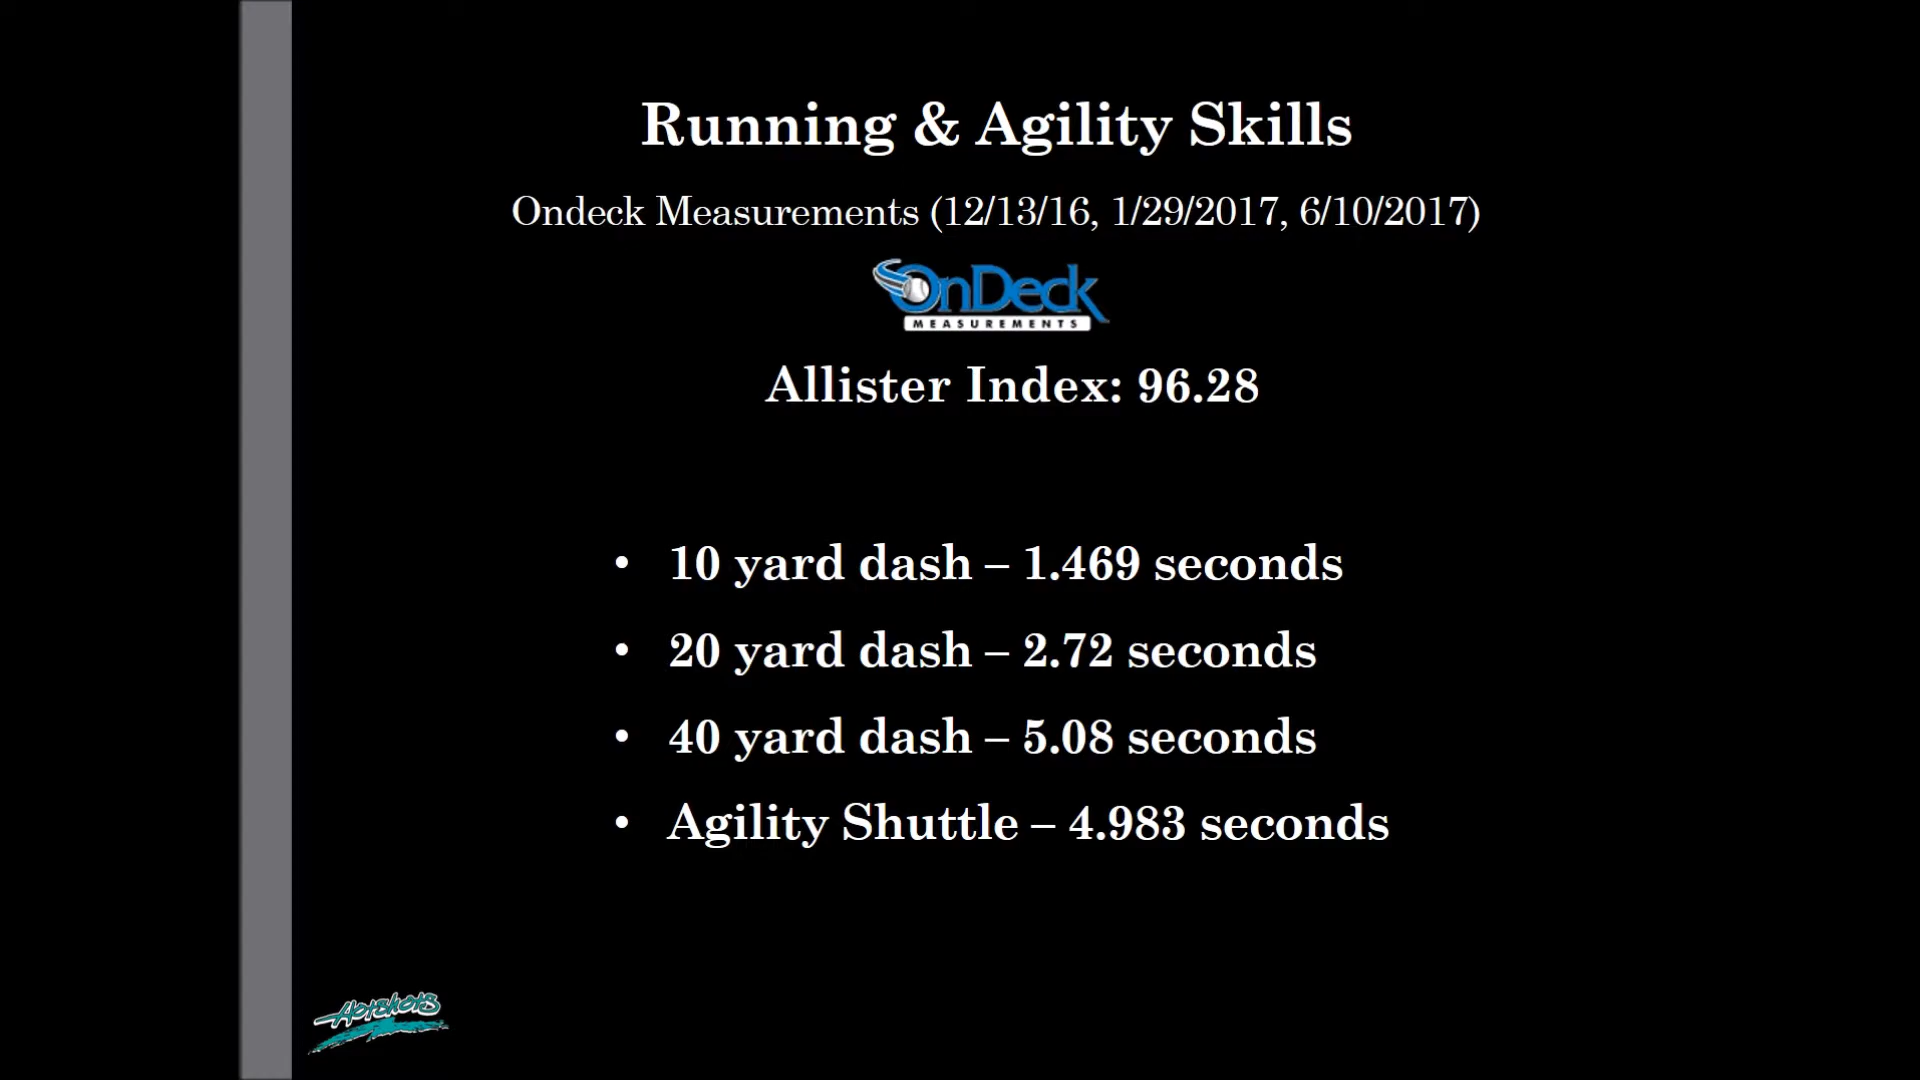 Running & Agility Skills
Ondeck Measurements (12/13/16, 1/29/2017, 6/10/2017)
OnDeck
MEASUREMENTS
Allister Index: 96.28
• 10 yard dash – 1.469 seconds
• 20 yard dash – 2.72 seconds
• 40 yard dash – 5.08 seconds
• Agility Shuttle – 4.983 seconds
Hotshots